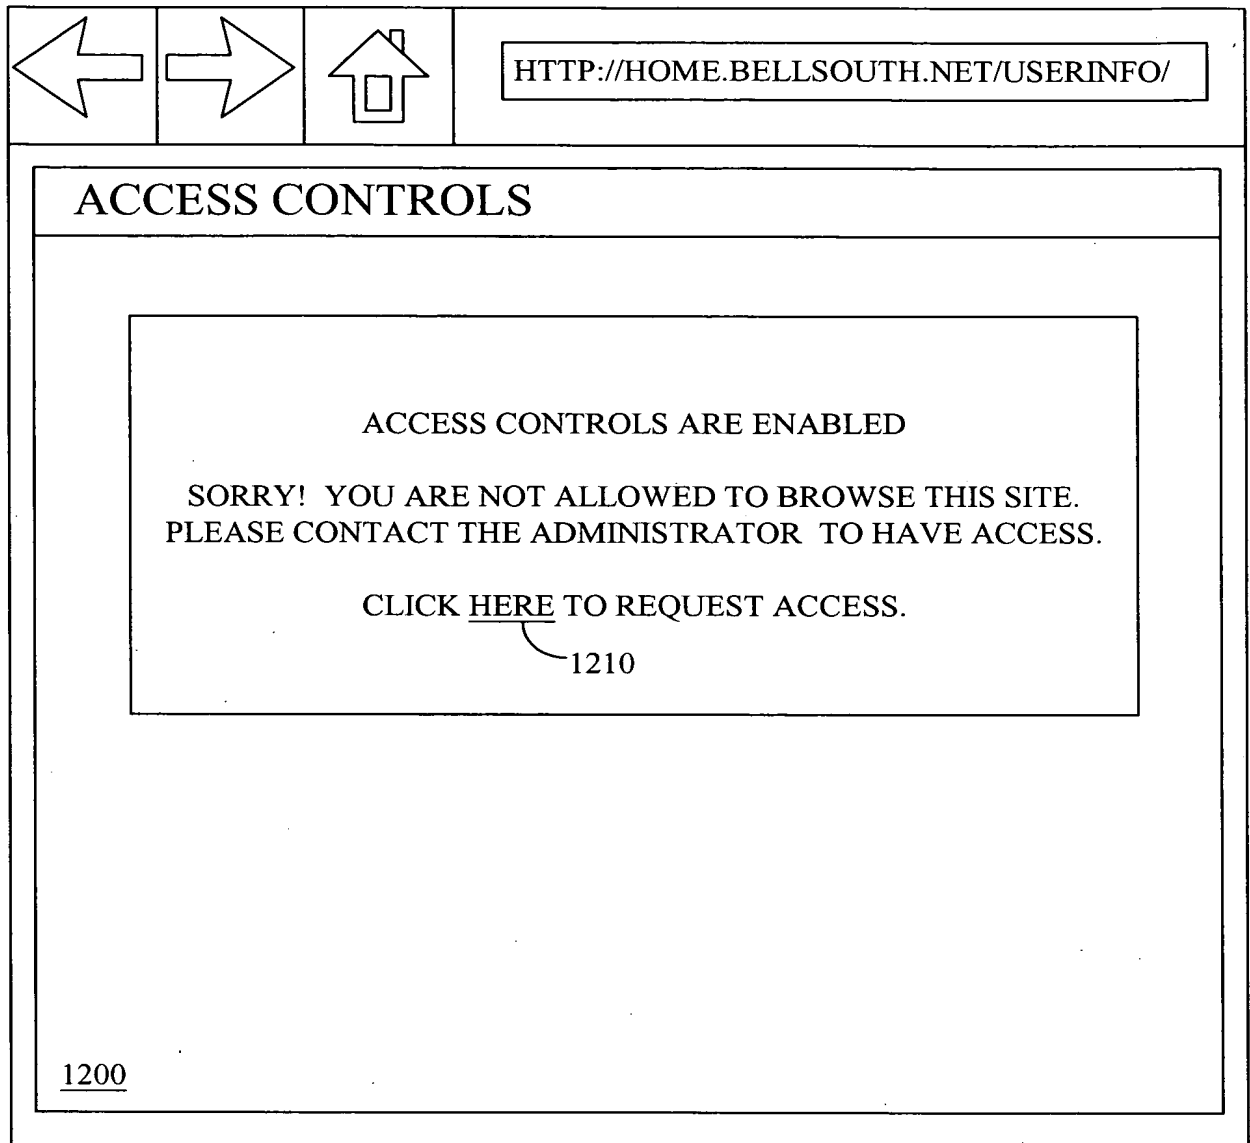 HTTP://HOME.BELLSOUTH.NET/USERINFO/
ACCESS CONTROLS
ACCESS CONTROLS ARE ENABLED
SORRY! YOU ARE NOT ALLOWED TO BROWSE THIS SITE.
PLEASE CONTACT THE ADMINISTRATOR TO HAVE ACCESS.
CLICK HERE TO REQUEST ACCESS.
1210
1200